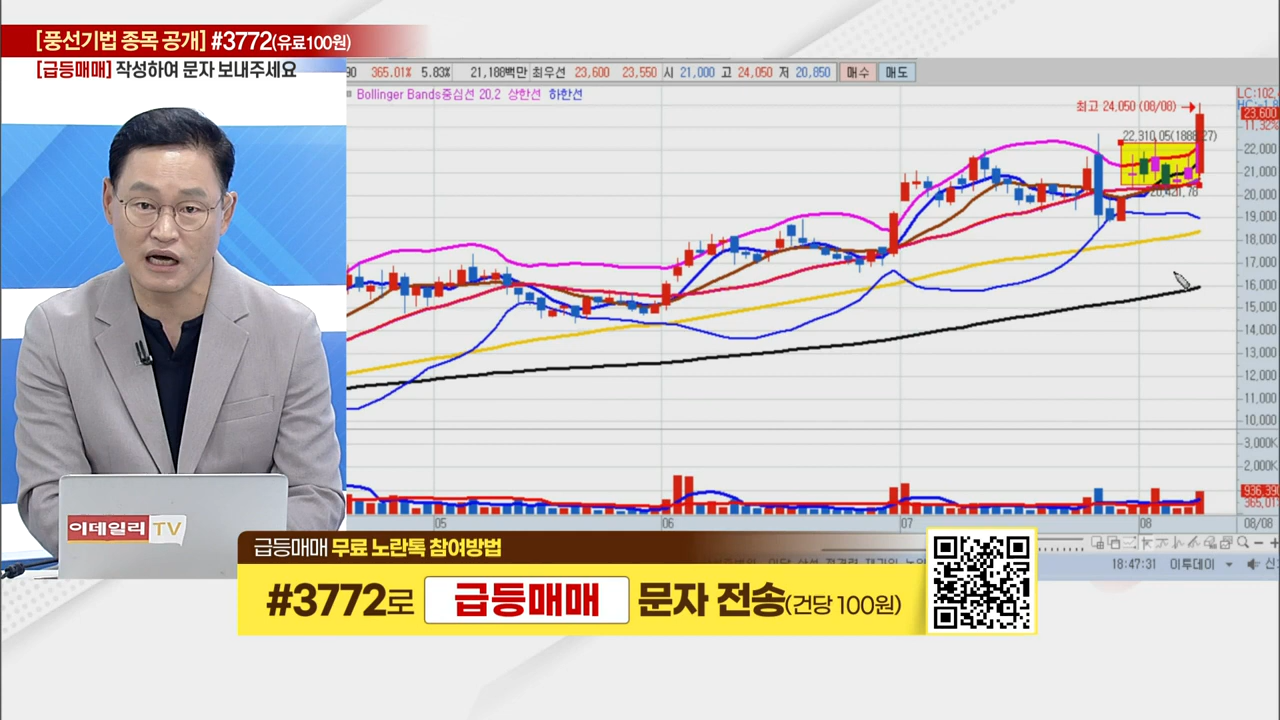 [풍선기법 종목 공개] #3772(유료100원)
[급등매매] 작성하여 문자 보내주세요
90 365.01% 5.83% 21,188백만 최우선 23,600 23,550 시 21,000 고 24,050 저 20,850 매수 매도
Bollinger Bands중심선 20,2 상한선 하한선
최고 24,050 (08/08)
23,600
22,000
21,000
20,000
19,000
18,000
17,000
16,000
15,000
14,000
13,000
12,000
11,000
10,000
3,000K
2,000K
05 06 07 08 08/08
18:47:31 이투데이
이데일리 TV
급등매매 무료 노란톡 참여방법
#3772로 급등매매 문자 전송(건당 100원)